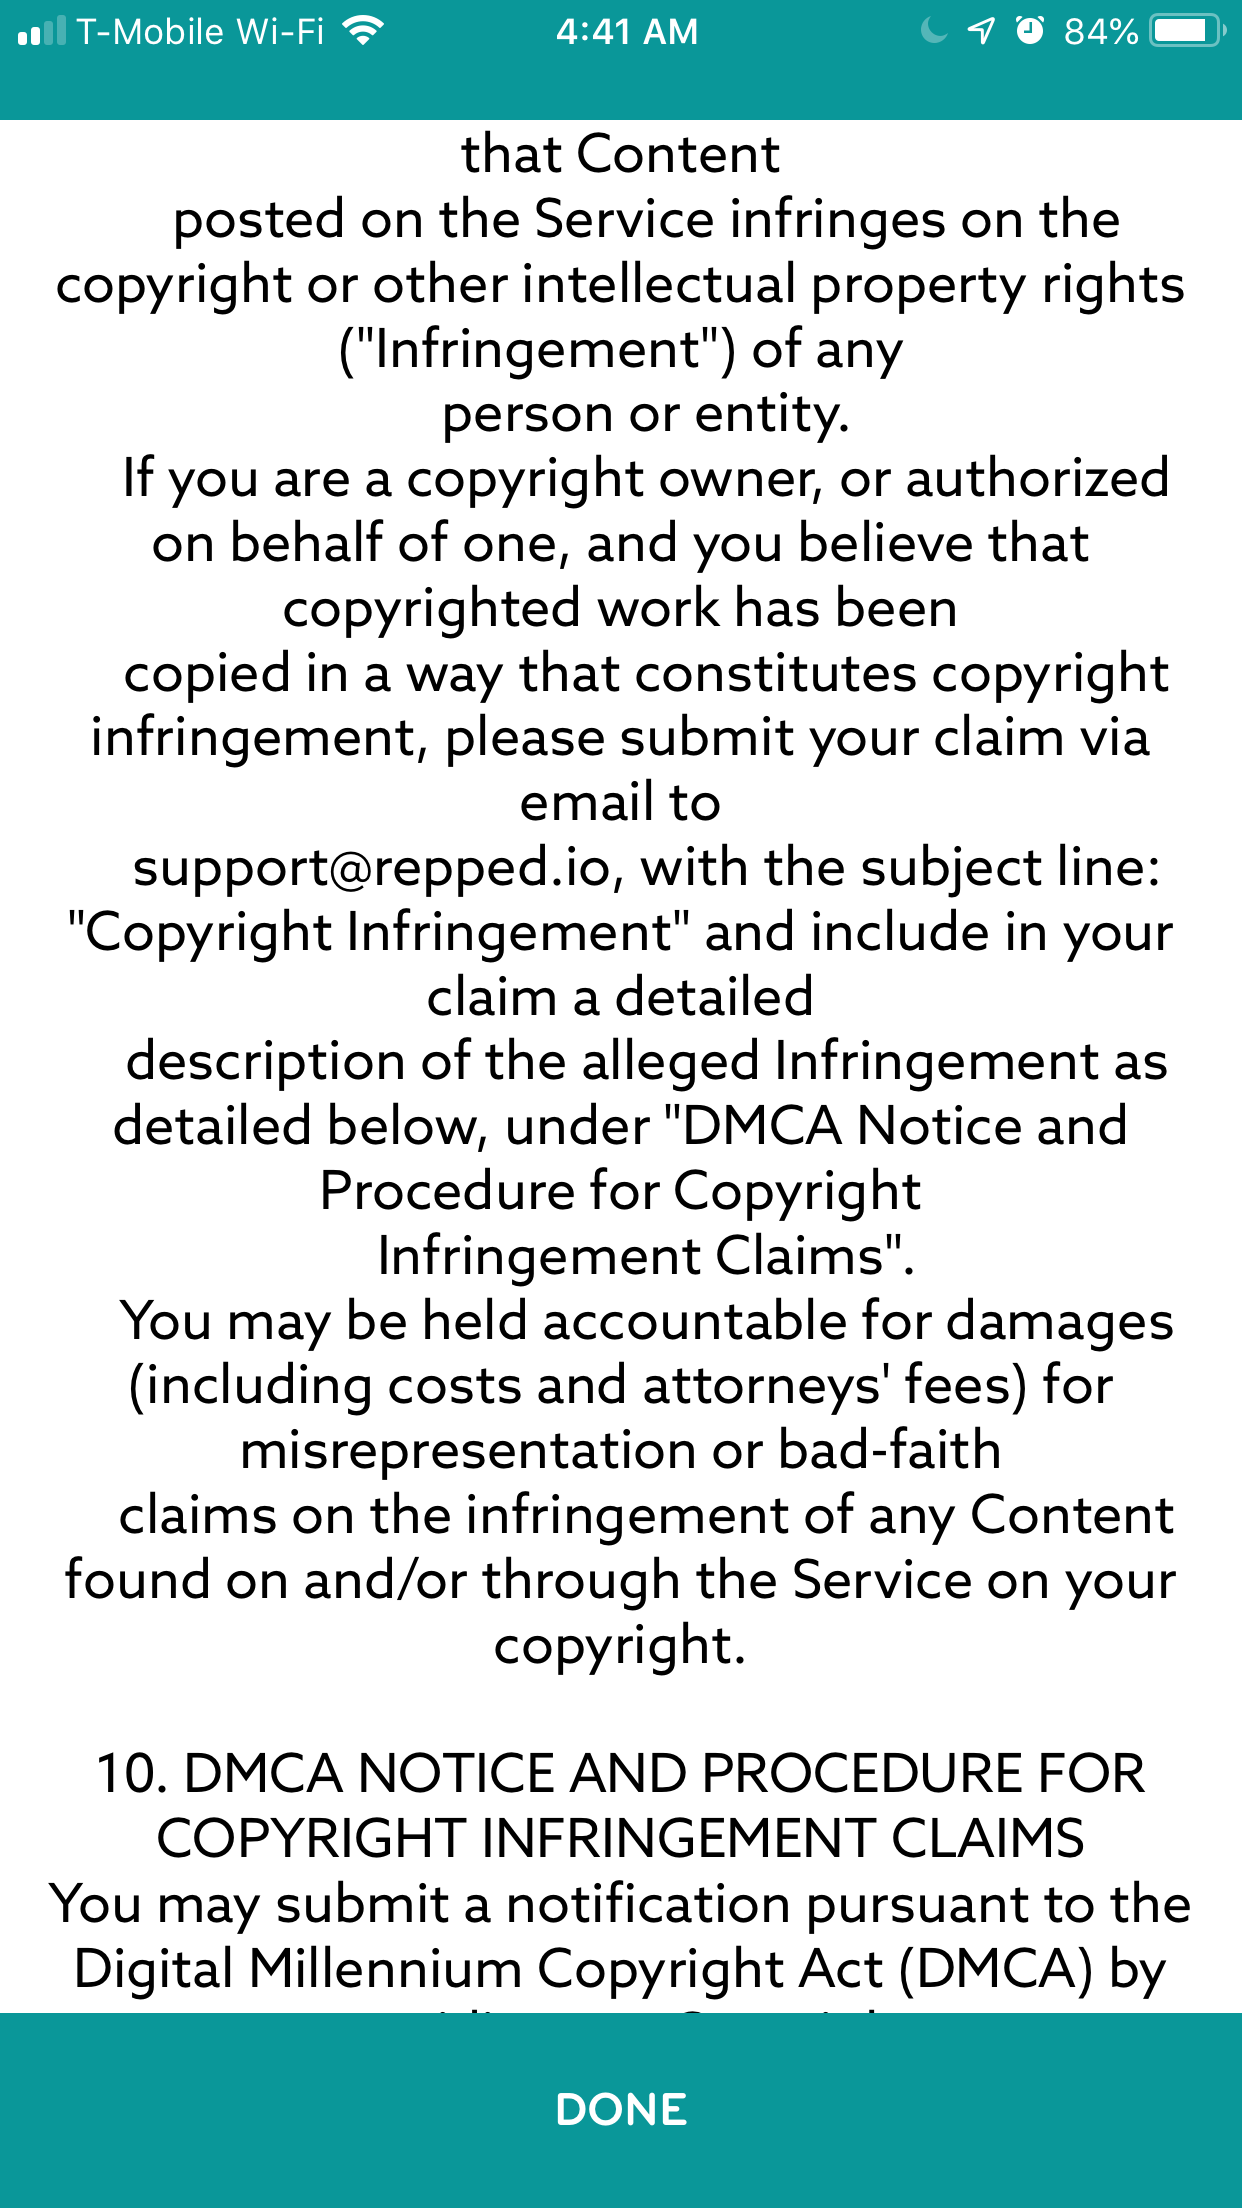 T-Mobile Wi-Fi 4:41 AM 84%
that Content
posted on the Service infringes on the
copyright or other intellectual property rights
("Infringement") of any
person or entity.
If you are a copyright owner, or authorized
on behalf of one, and you believe that
copyrighted work has been
copied in a way that constitutes copyright
infringement, please submit your claim via
email to
support@repped.io, with the subject line:
"Copyright Infringement" and include in your
claim a detailed
description of the alleged Infringement as
detailed below, under "DMCA Notice and
Procedure for Copyright
Infringement Claims".
You may be held accountable for damages
(including costs and attorneys' fees) for
misrepresentation or bad-faith
claims on the infringement of any Content
found on and/or through the Service on your
copyright.
10. DMCA NOTICE AND PROCEDURE FOR
COPYRIGHT INFRINGEMENT CLAIMS
You may submit a notification pursuant to the
Digital Millennium Copyright Act (DMCA) by
DONE